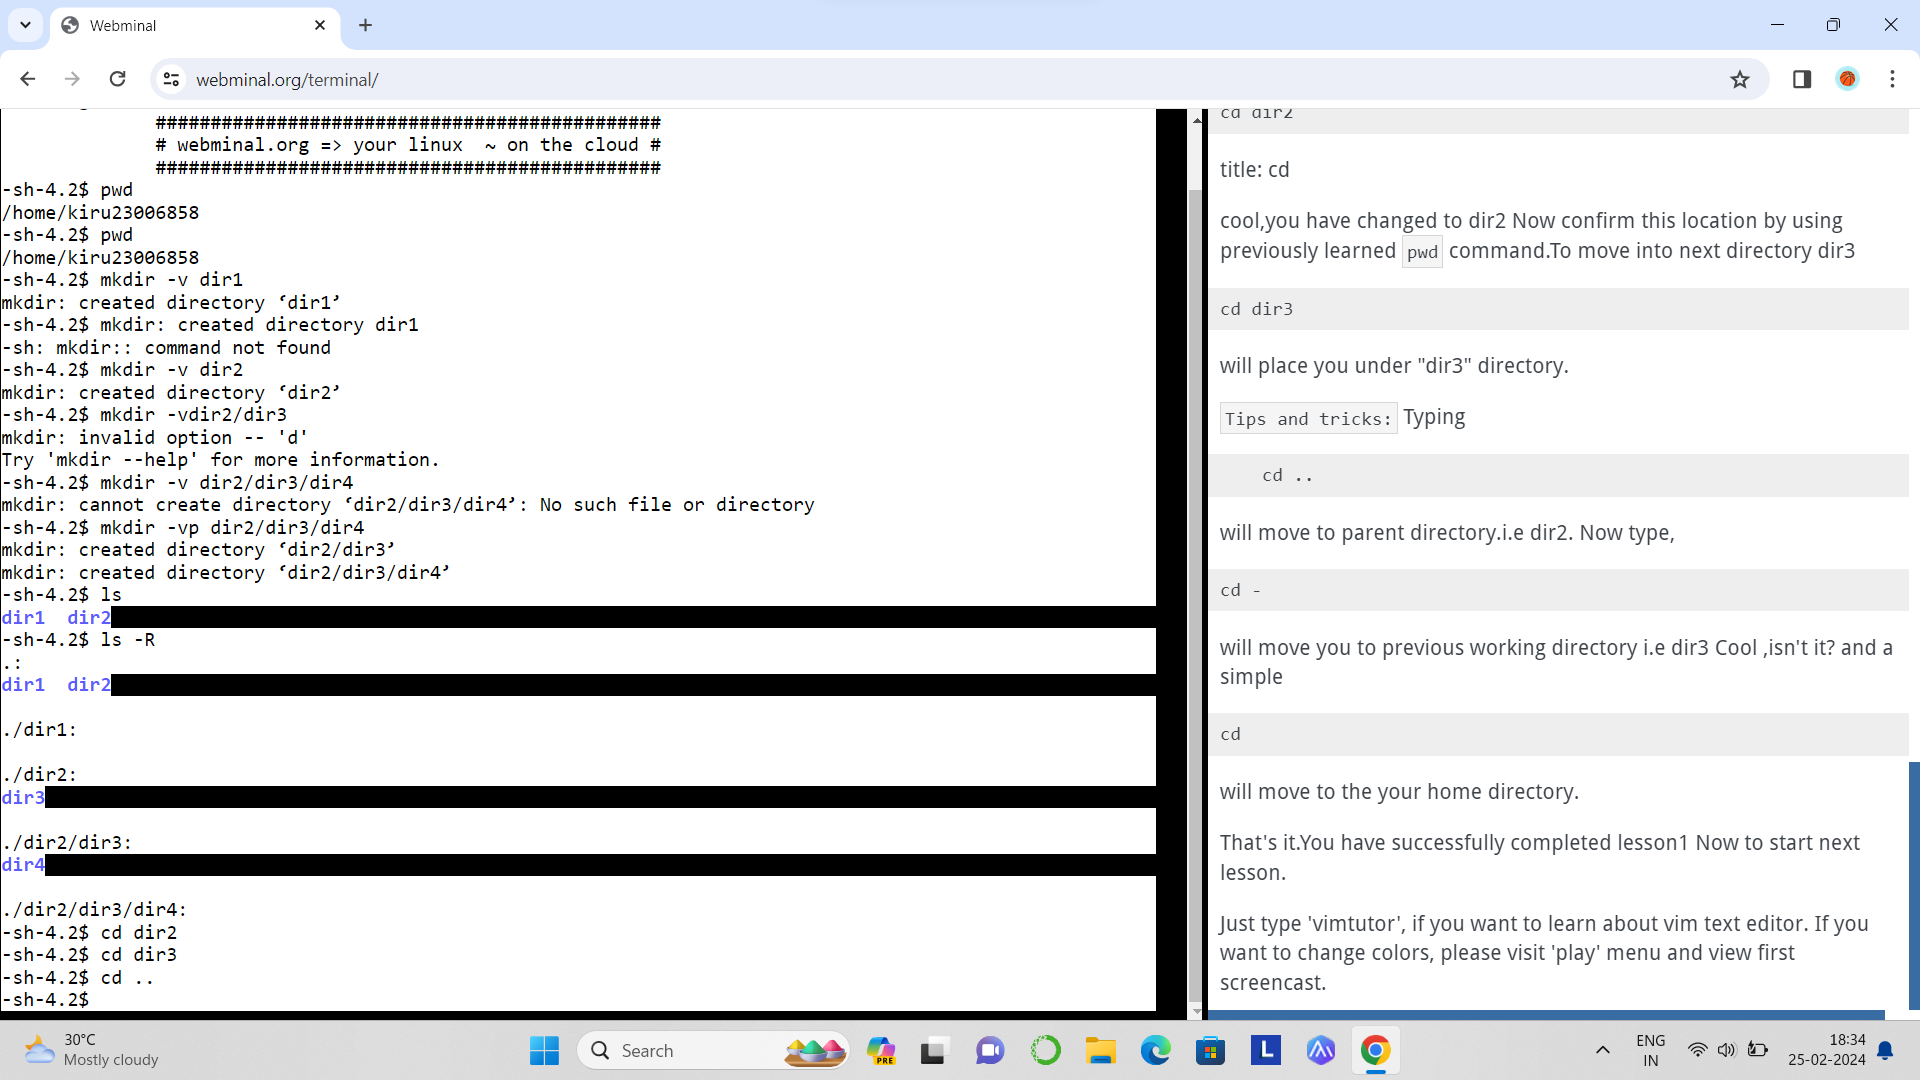 Webminal
webminal.org/terminal/
##############################################
# webminal.org => your linux  ~ on the cloud #
##############################################
-sh-4.2$ pwd
/home/kiru23006858
-sh-4.2$ pwd
/home/kiru23006858
-sh-4.2$ mkdir -v dir1
mkdir: created directory ‘dir1’
-sh-4.2$ mkdir: created directory dir1
-sh: mkdir:: command not found
-sh-4.2$ mkdir -v dir2
mkdir: created directory ‘dir2’
-sh-4.2$ mkdir -vdir2/dir3
mkdir: invalid option -- 'd'
Try 'mkdir --help' for more information.
-sh-4.2$ mkdir -v dir2/dir3/dir4
mkdir: cannot create directory ‘dir2/dir3/dir4’: No such file or directory
-sh-4.2$ mkdir -vp dir2/dir3/dir4
mkdir: created directory ‘dir2/dir3’
mkdir: created directory ‘dir2/dir3/dir4’
-sh-4.2$ ls
dir1  dir2
-sh-4.2$ ls -R
.:
dir1  dir2
./dir1:
./dir2:
dir3
./dir2/dir3:
dir4
./dir2/dir3/dir4:
-sh-4.2$ cd dir2
-sh-4.2$ cd dir3
-sh-4.2$ cd ..
-sh-4.2$
cd dir2
title: cd
cool,you have changed to dir2 Now confirm this location by using
previously learned pwd command.To move into next directory dir3
cd dir3
will place you under "dir3" directory.
Tips and tricks: Typing
cd ..
will move to parent directory.i.e dir2. Now type,
cd -
will move you to previous working directory i.e dir3 Cool ,isn't it? and a
simple
cd
will move to the your home directory.
That's it.You have successfully completed lesson1 Now to start next
lesson.
Just type 'vimtutor', if you want to learn about vim text editor. If you
want to change colors, please visit 'play' menu and view first
screencast.
30°C
Mostly cloudy
Search
PRE
L
ENG
IN
18:34
25-02-2024